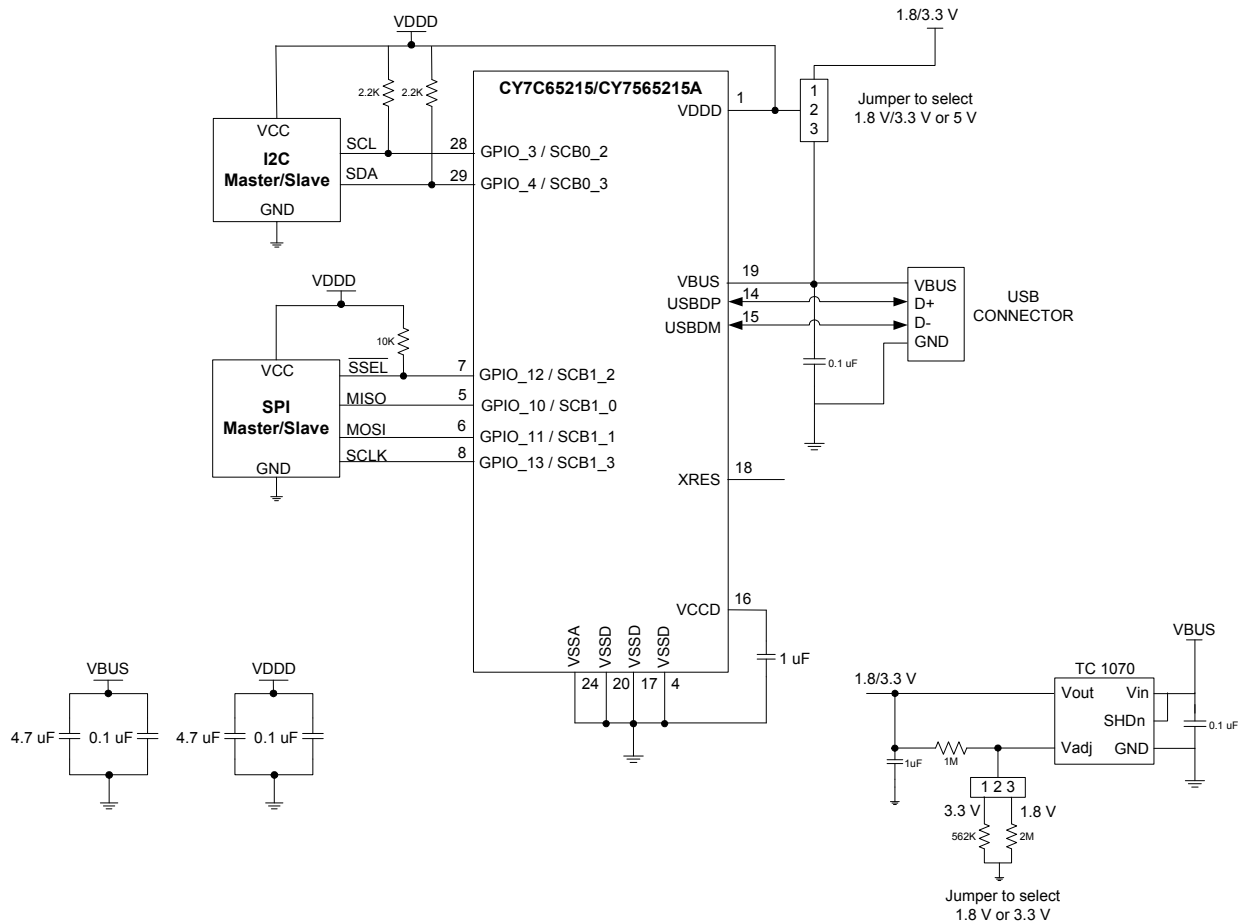 1.8/3.3 V
VDDD
2.2K 2.2K
CY7C65215/CY7565215A
1
VDDD
1
2
3
Jumper to select
1.8 V/3.3 V or 5 V
VCC
I2C
Master/Slave
GND
SCL
28
GPIO_3 / SCB0_2
SDA
29
GPIO_4 / SCB0_3
VBUS
19
USBDP
14
USBDM
15
VBUS
D+
D-
GND
USB
CONNECTOR
0.1 uF
VDDD
10K
VCC
SPI
Master/Slave
GND
SSEL
7
GPIO_12 / SCB1_2
MISO
5
GPIO_10 / SCB1_0
MOSI
6
GPIO_11 / SCB1_1
SCLK
8
GPIO_13 / SCB1_3
XRES
18
VCCD
16
1 uF
VSSA
VSSD
VSSD
VSSD
24 20 17 4
VBUS
4.7 uF 0.1 uF
VDDD
4.7 uF 0.1 uF
VBUS
TC 1070
1.8/3.3 V
Vout Vin
SHDn
Vadj GND
0.1 uF
1uF
1M
1 2 3
3.3 V 1.8 V
562K 2M
Jumper to select
1.8 V or 3.3 V